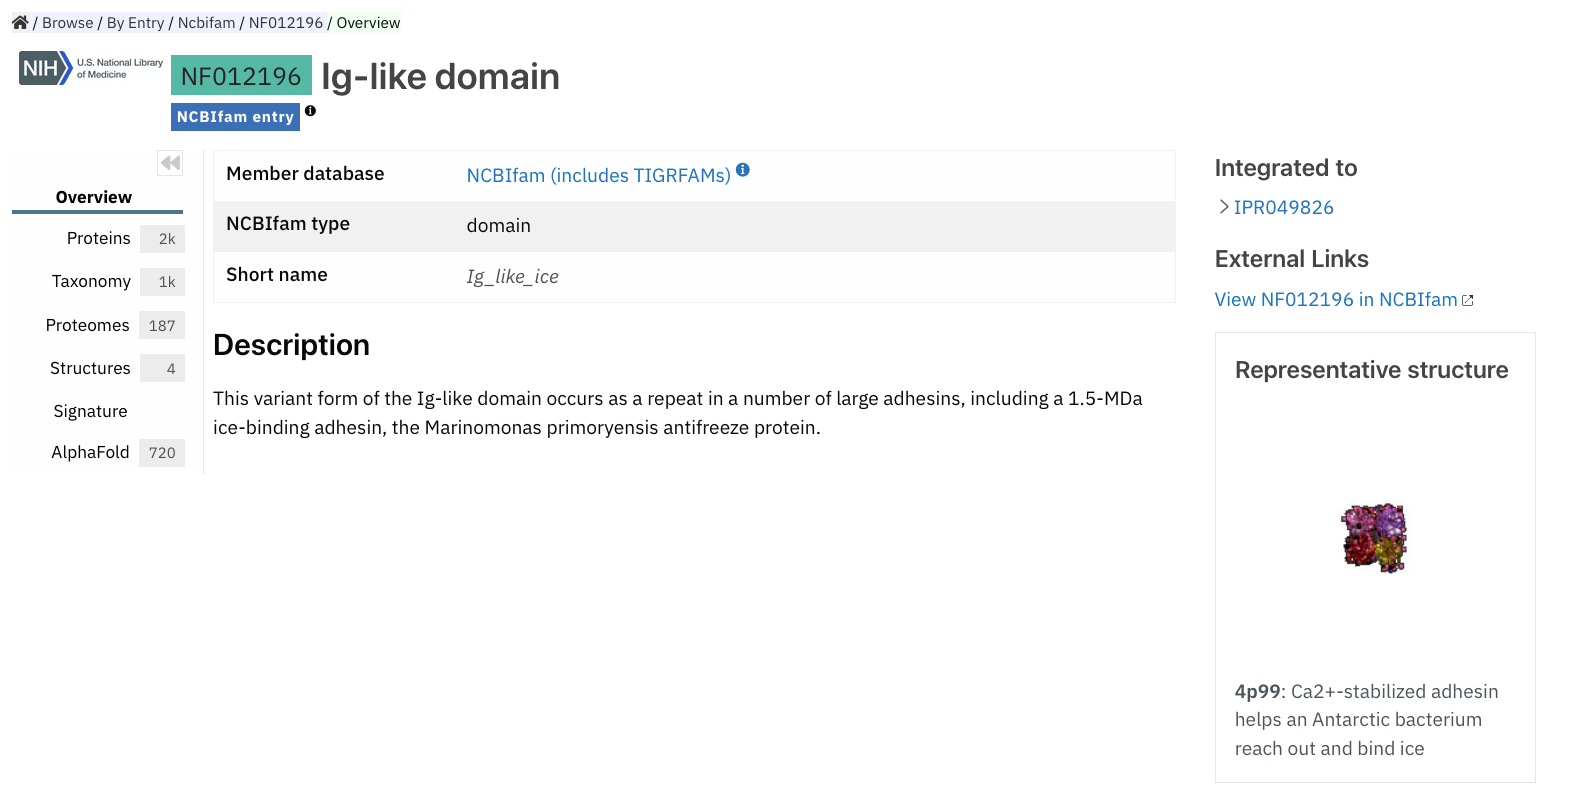 / Browse / By Entry / Ncbifam / NF012196 / Overview
NIH U.S. National Library
of Medicine
NF012196 Ig-like domain
NCBIfam entry
Overview
Proteins 2k
Taxonomy 1k
Proteomes 187
Structures 4
Signature
AlphaFold 720
Member database NCBIfam (includes TIGRFAMs)
NCBIfam type domain
Short name Ig_like_ice
Description
This variant form of the Ig-like domain occurs as a repeat in a number of large adhesins, including a 1.5-MDa
ice-binding adhesin, the Marinomonas primoryensis antifreeze protein.
Integrated to
IPR049826
External Links
View NF012196 in NCBIfam
Representative structure
4p99: Ca2+-stabilized adhesin
helps an Antarctic bacterium
reach out and bind ice